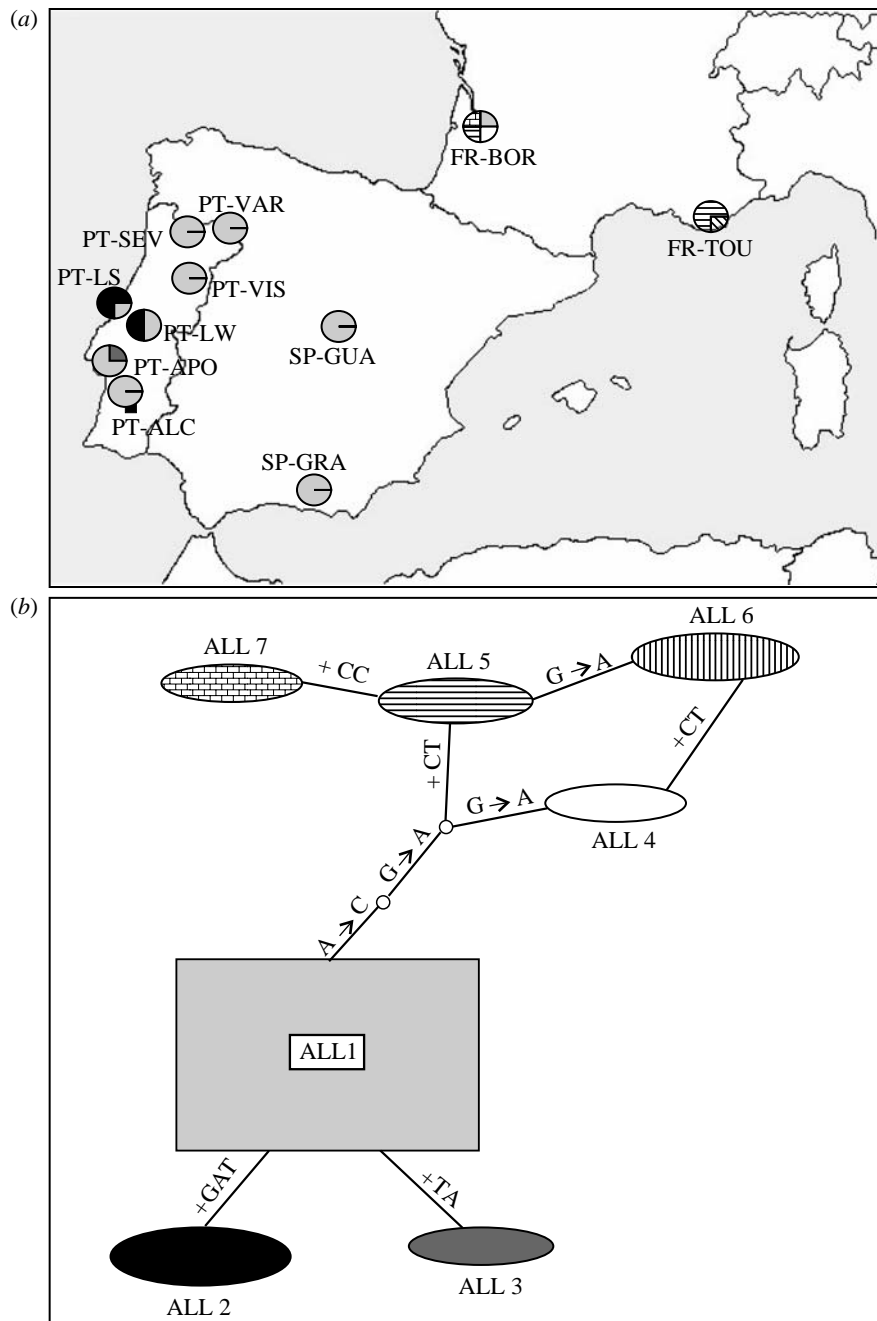 (a)
FR-BOR
PT-VAR
PT-SEV
FR-TOU
PT-LS
PT-VIS
PT-LW
SP-GUA
PT-APO
PT-ALC
SP-GRA
(b)
ALL 6
ALL 7
+ CC
ALL 5
G → A
+CT
+CT
G → A
ALL 4
G → A
A → C
ALL1
+GAT
+TA
ALL 3
ALL 2